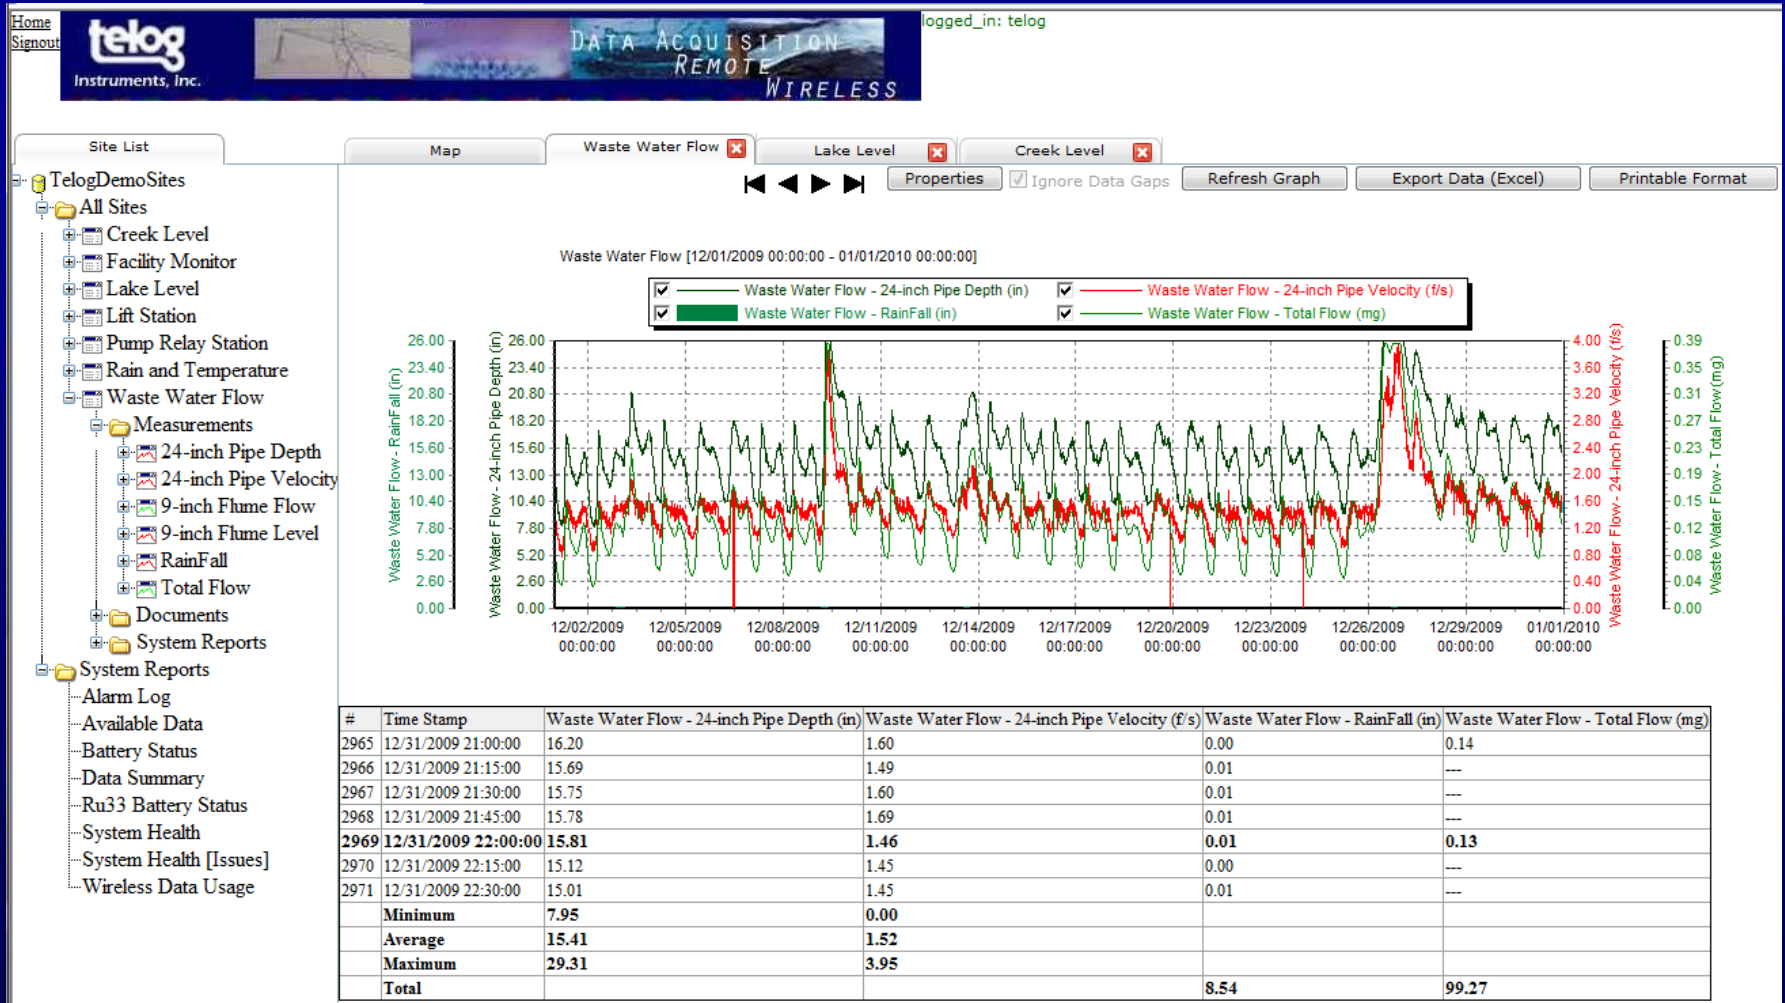 Home
Signout
telog
Instruments, Inc.
DATA ACQUISITION
REMOTE
WIRELESS
logged_in: telog
Site List
Map
Waste Water Flow
Lake Level
Creek Level
Properties
Ignore Data Gaps
Refresh Graph
Export Data (Excel)
Printable Format
TelogDemoSites
All Sites
Creek Level
Facility Monitor
Lake Level
Lift Station
Pump Relay Station
Rain and Temperature
Waste Water Flow
Measurements
24-inch Pipe Depth
24-inch Pipe Velocity
9-inch Flume Flow
9-inch Flume Level
RainFall
Total Flow
Documents
System Reports
System Reports
Alarm Log
Available Data
Battery Status
Data Summary
Ru33 Battery Status
System Health
System Health [Issues]
Wireless Data Usage
Waste Water Flow [12/01/2009 00:00:00 - 01/01/2010 00:00:00]
Waste Water Flow - 24-inch Pipe Depth (in)
Waste Water Flow - 24-inch Pipe Velocity (f/s)
Waste Water Flow - RainFall (in)
Waste Water Flow - Total Flow (mg)
Waste Water Flow - RainFall (in)
26.00
23.40
20.80
18.20
15.60
13.00
10.40
7.80
5.20
2.60
0.00
Waste Water Flow - 24-inch Pipe Depth (in)
26.00
23.40
20.80
18.20
15.60
13.00
10.40
7.80
5.20
2.60
0.00
4.00
3.60
3.20
2.80
2.40
2.00
1.60
1.20
0.80
0.40
0.00
Waste Water Flow - 24-inch Pipe Velocity (f/s)
0.39
0.35
0.31
0.27
0.23
0.19
0.15
0.12
0.08
0.04
0.00
Waste Water Flow - Total Flow (mg)
12/02/2009 12/05/2009 12/08/2009 12/11/2009 12/14/2009 12/17/2009 12/20/2009 12/23/2009 12/26/2009 12/29/2009 01/01/2010
00:00:00 00:00:00 00:00:00 00:00:00 00:00:00 00:00:00 00:00:00 00:00:00 00:00:00 00:00:00 00:00:00
# Time Stamp Waste Water Flow - 24-inch Pipe Depth (in) Waste Water Flow - 24-inch Pipe Velocity (f/s) Waste Water Flow - RainFall (in) Waste Water Flow - Total Flow (mg)
2965 12/31/2009 21:00:00 16.20 1.60 0.00 0.14
2966 12/31/2009 21:15:00 15.69 1.49 0.01 ---
2967 12/31/2009 21:30:00 15.75 1.60 0.01 ---
2968 12/31/2009 21:45:00 15.78 1.69 0.01 ---
2969 12/31/2009 22:00:00 15.81 1.46 0.01 0.13
2970 12/31/2009 22:15:00 15.12 1.45 0.00 ---
2971 12/31/2009 22:30:00 15.01 1.45 0.01 ---
Minimum 7.95 0.00
Average 15.41 1.52
Maximum 29.31 3.95
Total 8.54 99.27